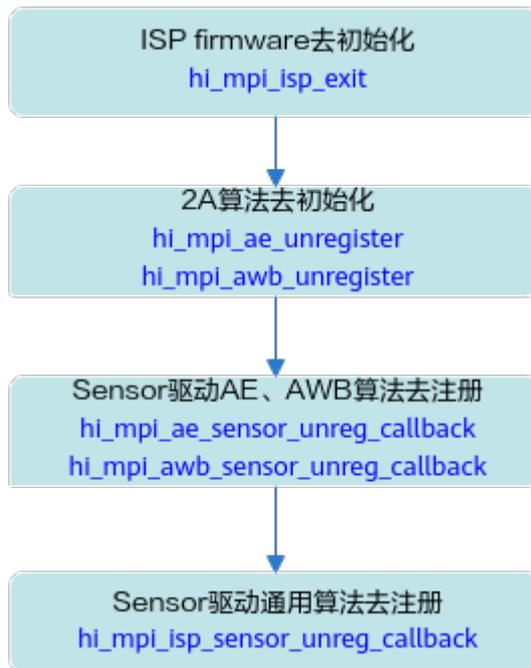 ISP firmware去初始化
hi_mpi_isp_exit
2A算法去初始化
hi_mpi_ae_unregister
hi_mpi_awb_unregister
Sensor驱动AE、AWB算法去注册
hi_mpi_ae_sensor_unreg_callback
hi_mpi_awb_sensor_unreg_callback
Sensor驱动通用算法去注册
hi_mpi_isp_sensor_unreg_callback